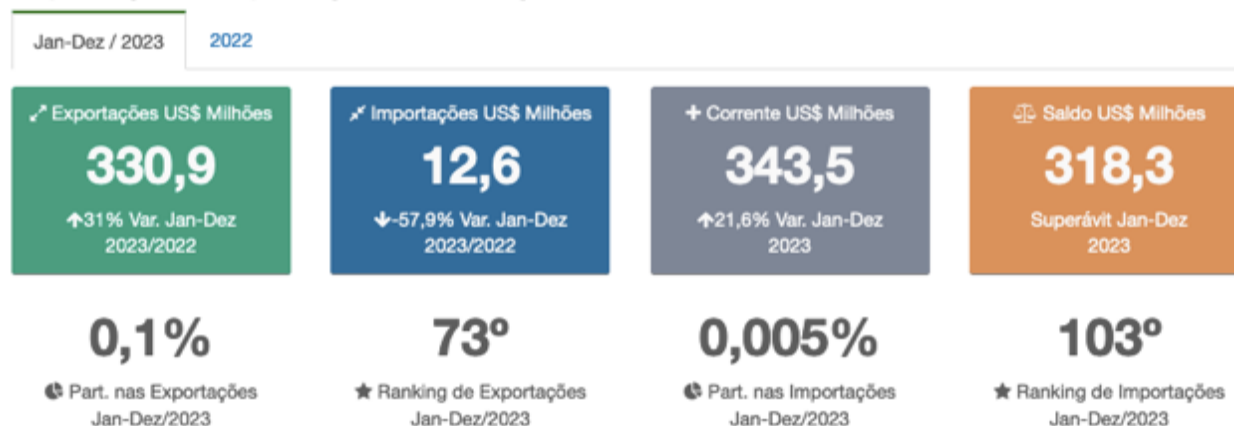 Jan-Dez / 2023
2022
Exportações US$ Milhões
330,9
31% Var. Jan-Dez
2023/2022
Importações US$ Milhões
12,6
-57,9% Var. Jan-Dez
2023/2022
Corrente US$ Milhões
343,5
21,6% Var. Jan-Dez
2023
Saldo US$ Milhões
318,3
Superávit Jan-Dez
2023
0,1%
Part. nas Exportações
Jan-Dez/2023
73º
Ranking de Exportações
Jan-Dez/2023
0,005%
Part. nas Importações
Jan-Dez/2023
103º
Ranking de Importações
Jan-Dez/2023